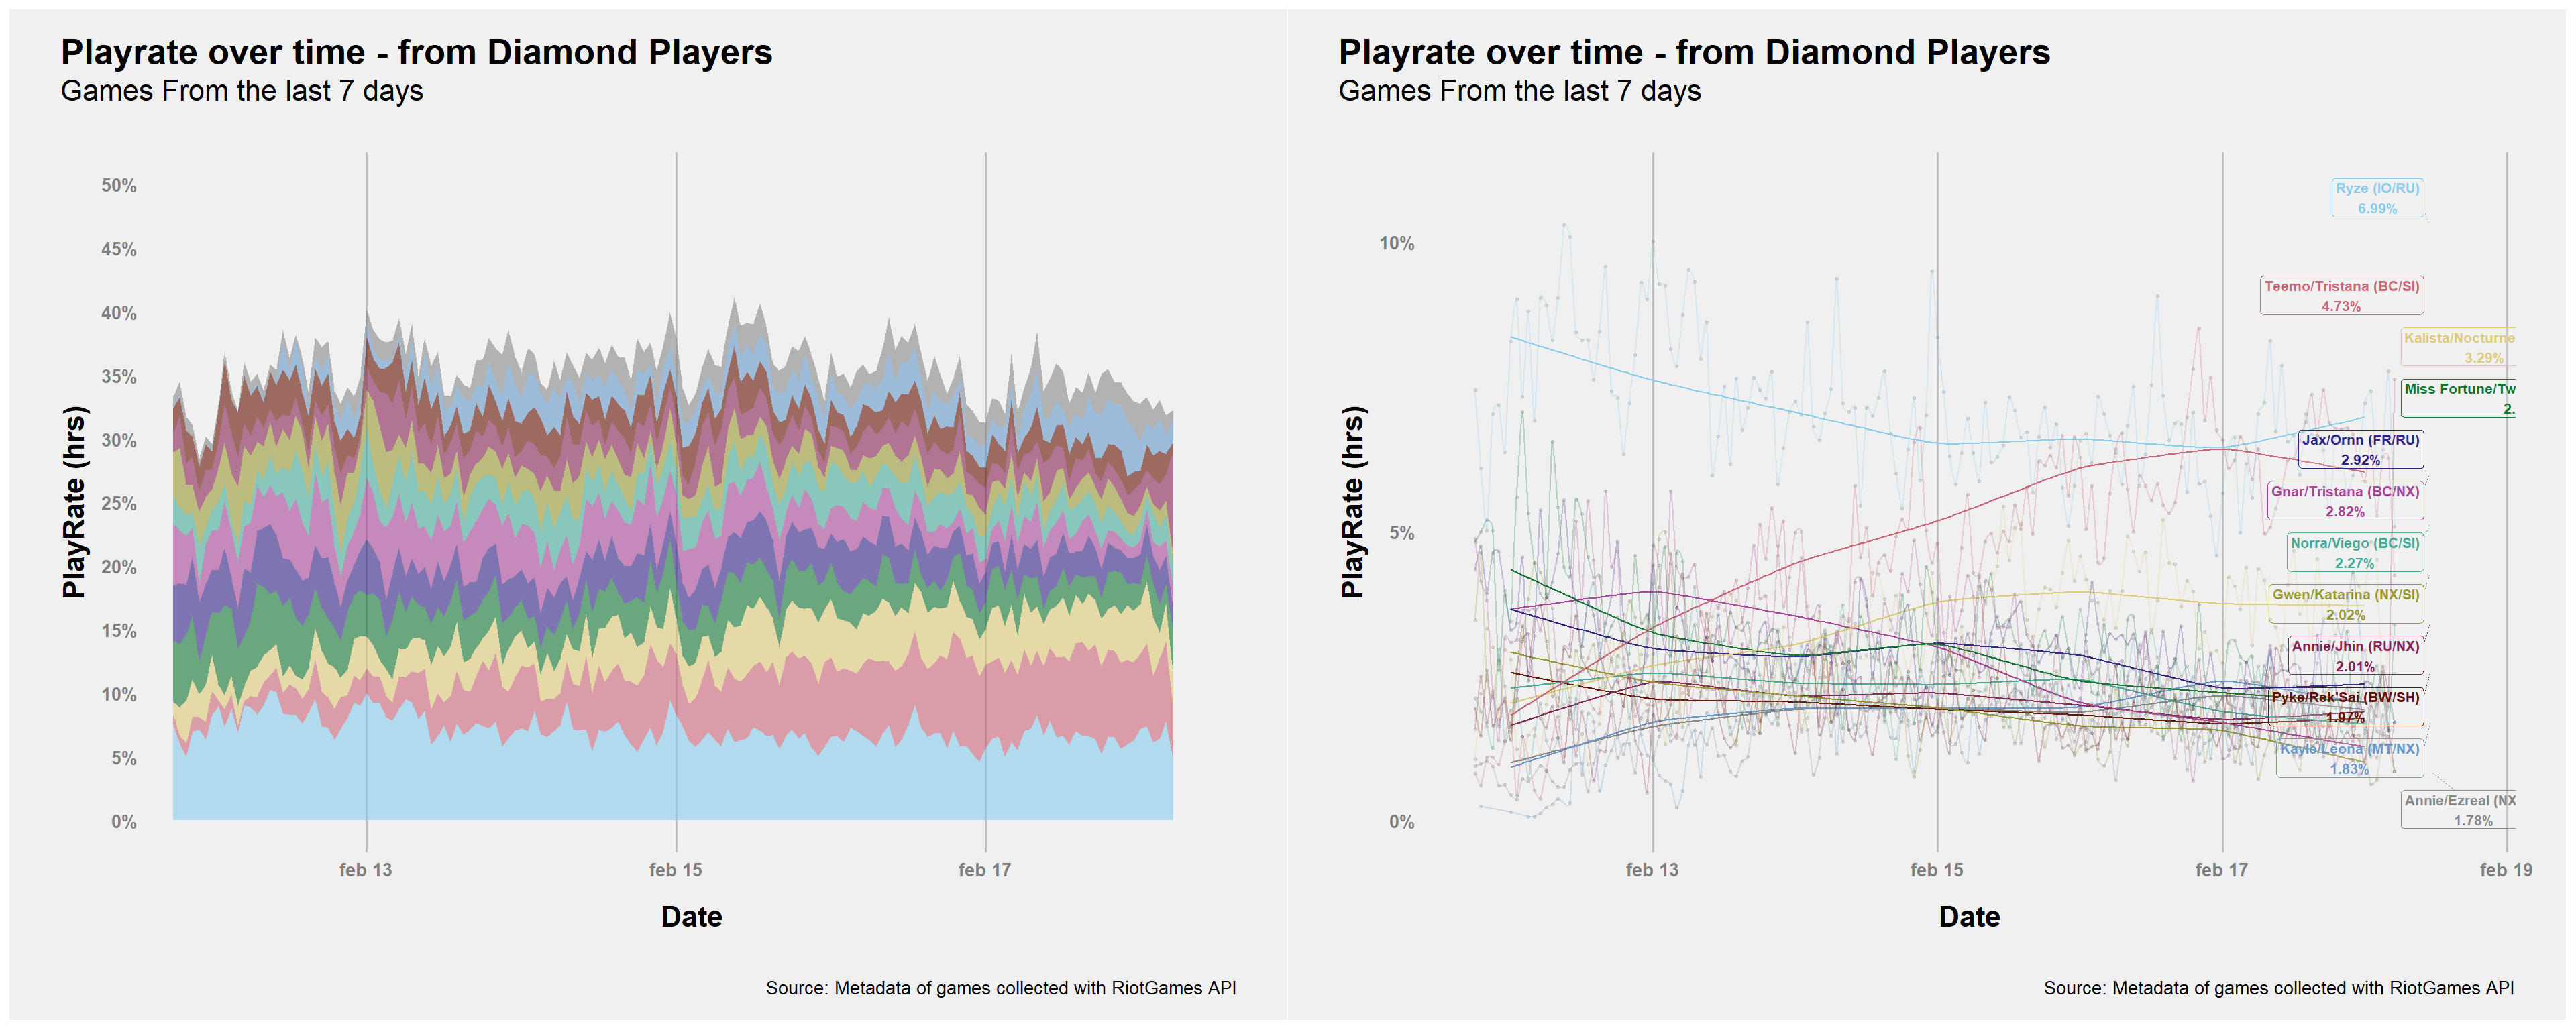 Playrate over time - from Diamond Players
Games From the last 7 days
50%
45%
40%
35%
30%
25%
20%
15%
10%
5%
0%
PlayRate (hrs)
feb 13
feb 15
feb 17
Date
Source: Metadata of games collected with RiotGames API
Playrate over time - from Diamond Players
Games From the last 7 days
10%
5%
0%
PlayRate (hrs)
Ryze (IO/RU)
6.99%
Teemo/Tristana (BC/SI)
4.73%
Kalista/Nocturne
3.29%
Miss Fortune/Tw
2.
Jax/Ornn (FR/RU)
2.92%
Gnar/Tristana (BC/NX)
2.82%
Norra/Viego (BC/SI)
2.27%
Gwen/Katarina (NX/SI)
2.02%
Annie/Jhin (RU/NX)
2.01%
Pyke/Rek'Sai (BW/SH)
1.97%
Kayle/Leona (MT/NX)
1.83%
Annie/Ezreal (NX
1.78%
feb 13
feb 15
feb 17
feb 19
Date
Source: Metadata of games collected with RiotGames API